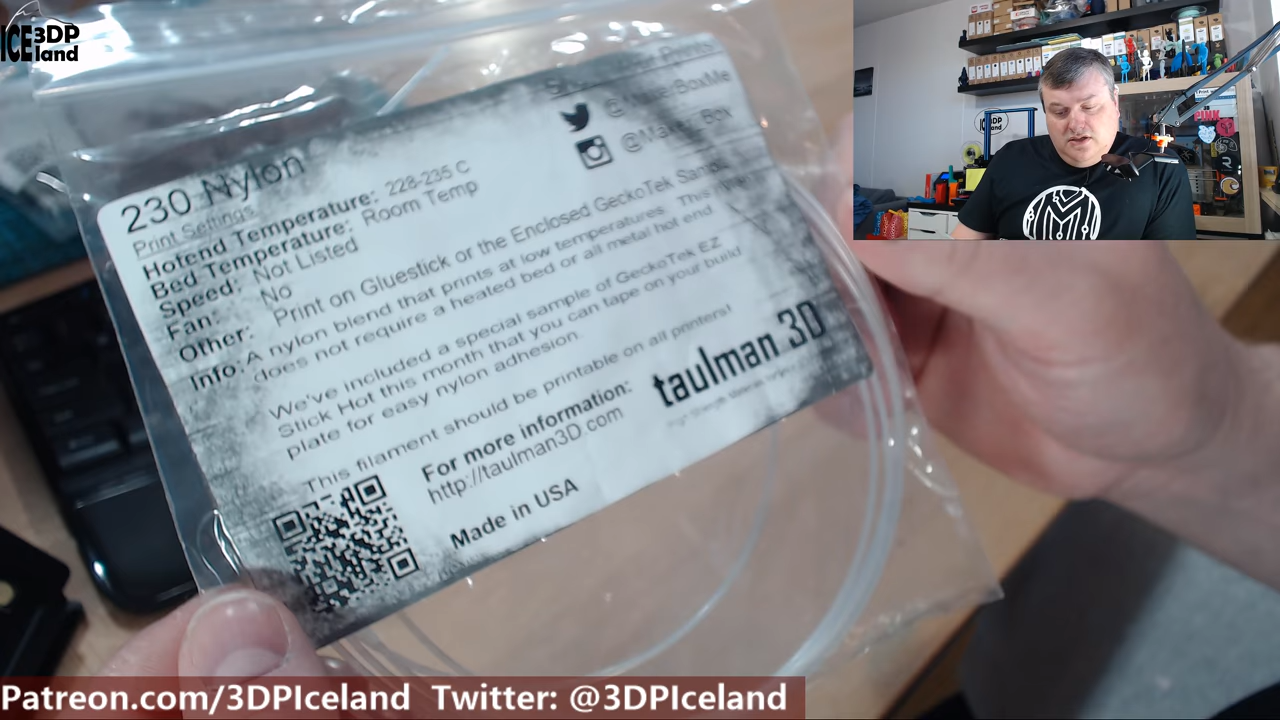 ICE 3DP
land
230 Nylon
Print Settings
Hotend Temperature: 228-235 C
Bed Temperature: Room Temp
Speed: Not Listed
Fan: No
Other: Print on Gluestick or the Enclosed GeckoTek
Info: A nylon blend that prints at low temperatures. This
does not require a heated bed or all metal hot end.
We've included a special sample of GeckoTek EZ
Stick Hot this month that you can tape on your build
plate for easy nylon adhesion.
This filament should be printable on all printers!
For more information:
http://taulman3D.com
Made in USA
taulman 3D
PINK
Patreon.com/3DPIceland Twitter: @3DPIceland